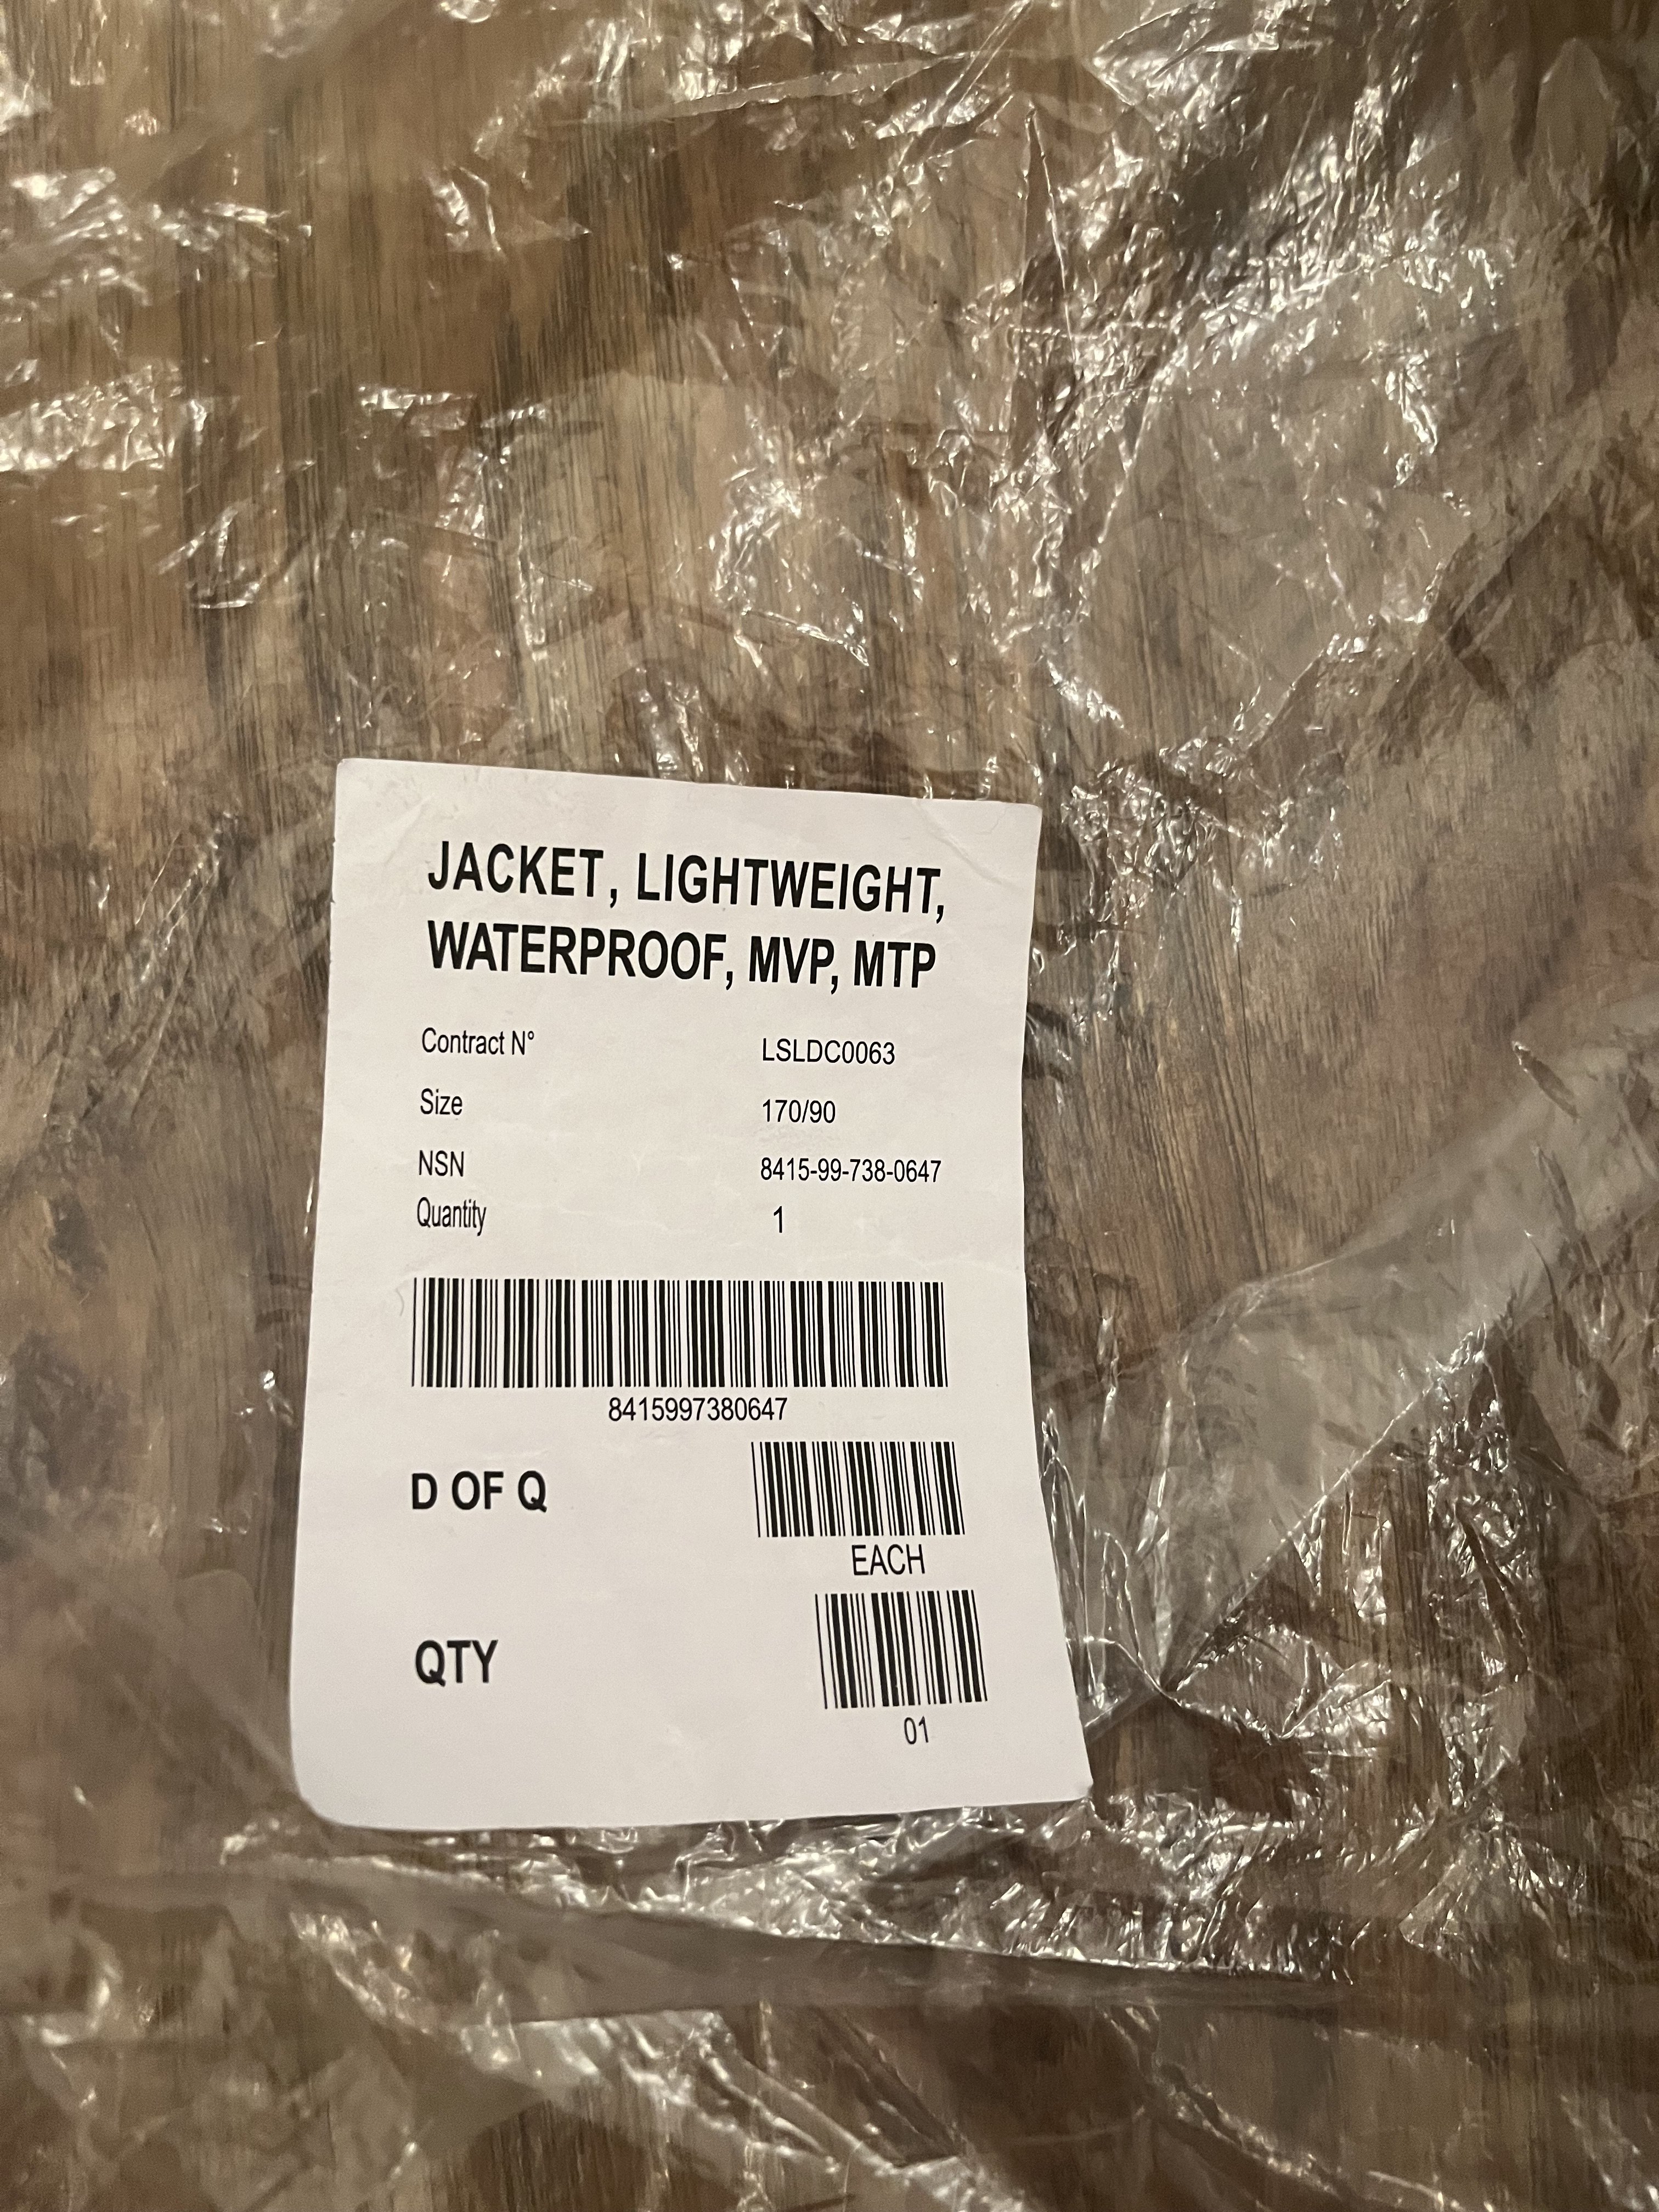 JACKET, LIGHTWEIGHT,
WATERPROOF, MVP, MTP
Contract N° LSLDC0063
Size 170/90
NSN 8415-99-738-0647
Quantity 1
8415997380647
D OF Q
EACH
QTY
01